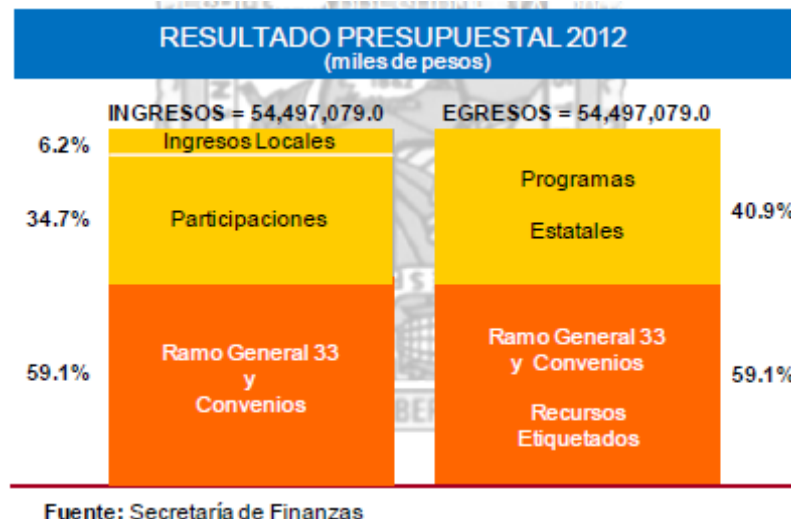 RESULTADO PRESUPUESTAL 2012
(miles de pesos)
INGRESOS = 54,497,079.0
EGRESOS = 54,497,079.0
6.2%
Ingresos Locales
34.7%
Participaciones
Programas
Estatales
40.9%
59.1%
Ramo General 33
y
Convenios
Ramo General 33
y Convenios
Recursos
Etiquetados
59.1%
Fuente: Secretaría de Finanzas